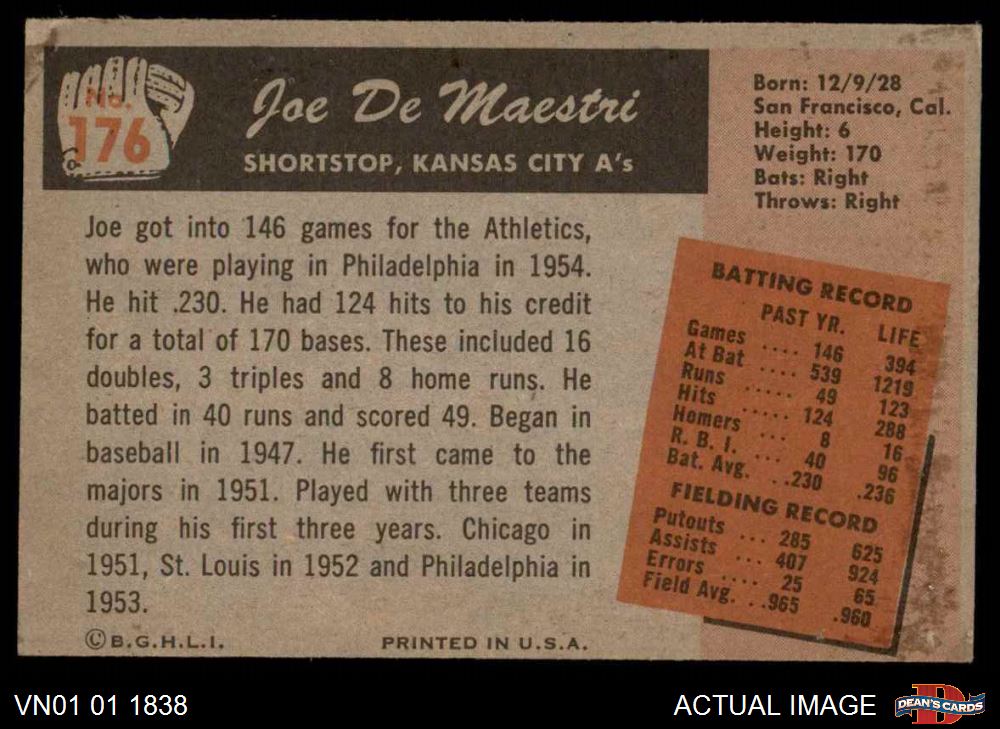 No.
176
Joe De Maestri
SHORTSTOP, KANSAS CITY A's
Born: 12/9/28
San Francisco, Cal.
Height: 6
Weight: 170
Bats: Right
Throws: Right
Joe got into 146 games for the Athletics,
who were playing in Philadelphia in 1954.
He hit .230. He had 124 hits to his credit
for a total of 170 bases. These included 16
doubles, 3 triples and 8 home runs. He
batted in 40 runs and scored 49. Began in
baseball in 1947. He first came to the
majors in 1951. Played with three teams
during his first three years. Chicago in
1951, St. Louis in 1952 and Philadelphia in
1953.
BATTING RECORD
PAST YR. LIFE
Games .... 146 394
At Bat .... 539 1219
Runs ..... 49 123
Hits ..... 124 288
Homers ... 8 16
R. B. I. ... 40 96
Bat. Avg. ..230 .236
FIELDING RECORD
Putouts ... 285 625
Assists ... 407 924
Errors .... 25 65
Field Avg. ..965 .960
©B.G.H.L.I. PRINTED IN U.S.A.
VN01 01 1838
ACTUAL IMAGE
D
DEAN'S CARDS